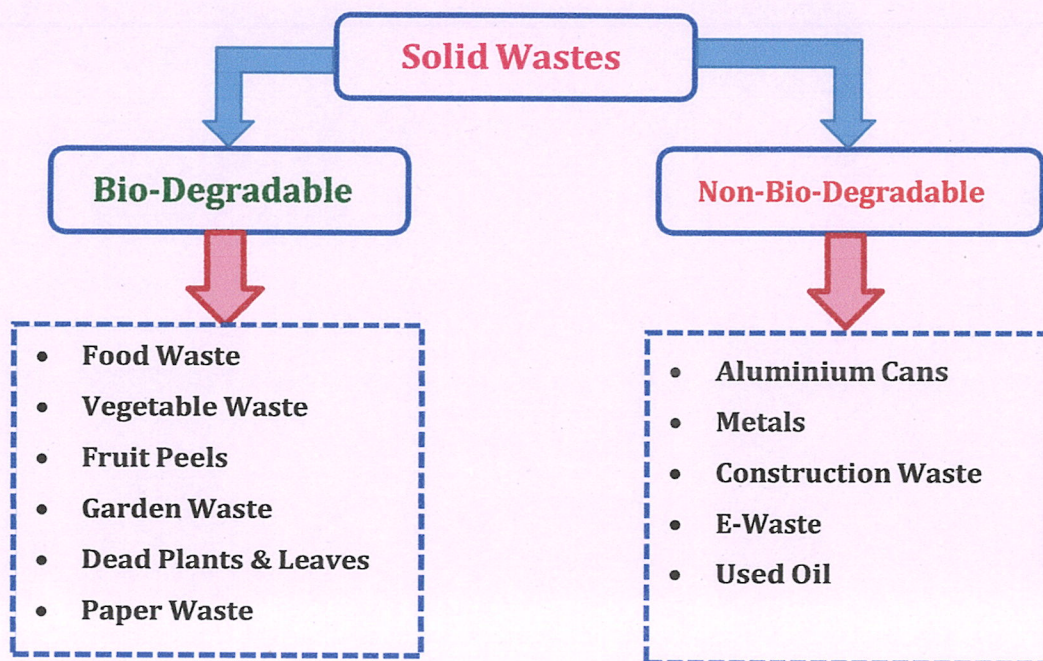 Solid Wastes
Bio-Degradable
Non-Bio-Degradable
• Food Waste
• Vegetable Waste
• Fruit Peels
• Garden Waste
• Dead Plants & Leaves
• Paper Waste
• Aluminium Cans
• Metals
• Construction Waste
• E-Waste
• Used Oil